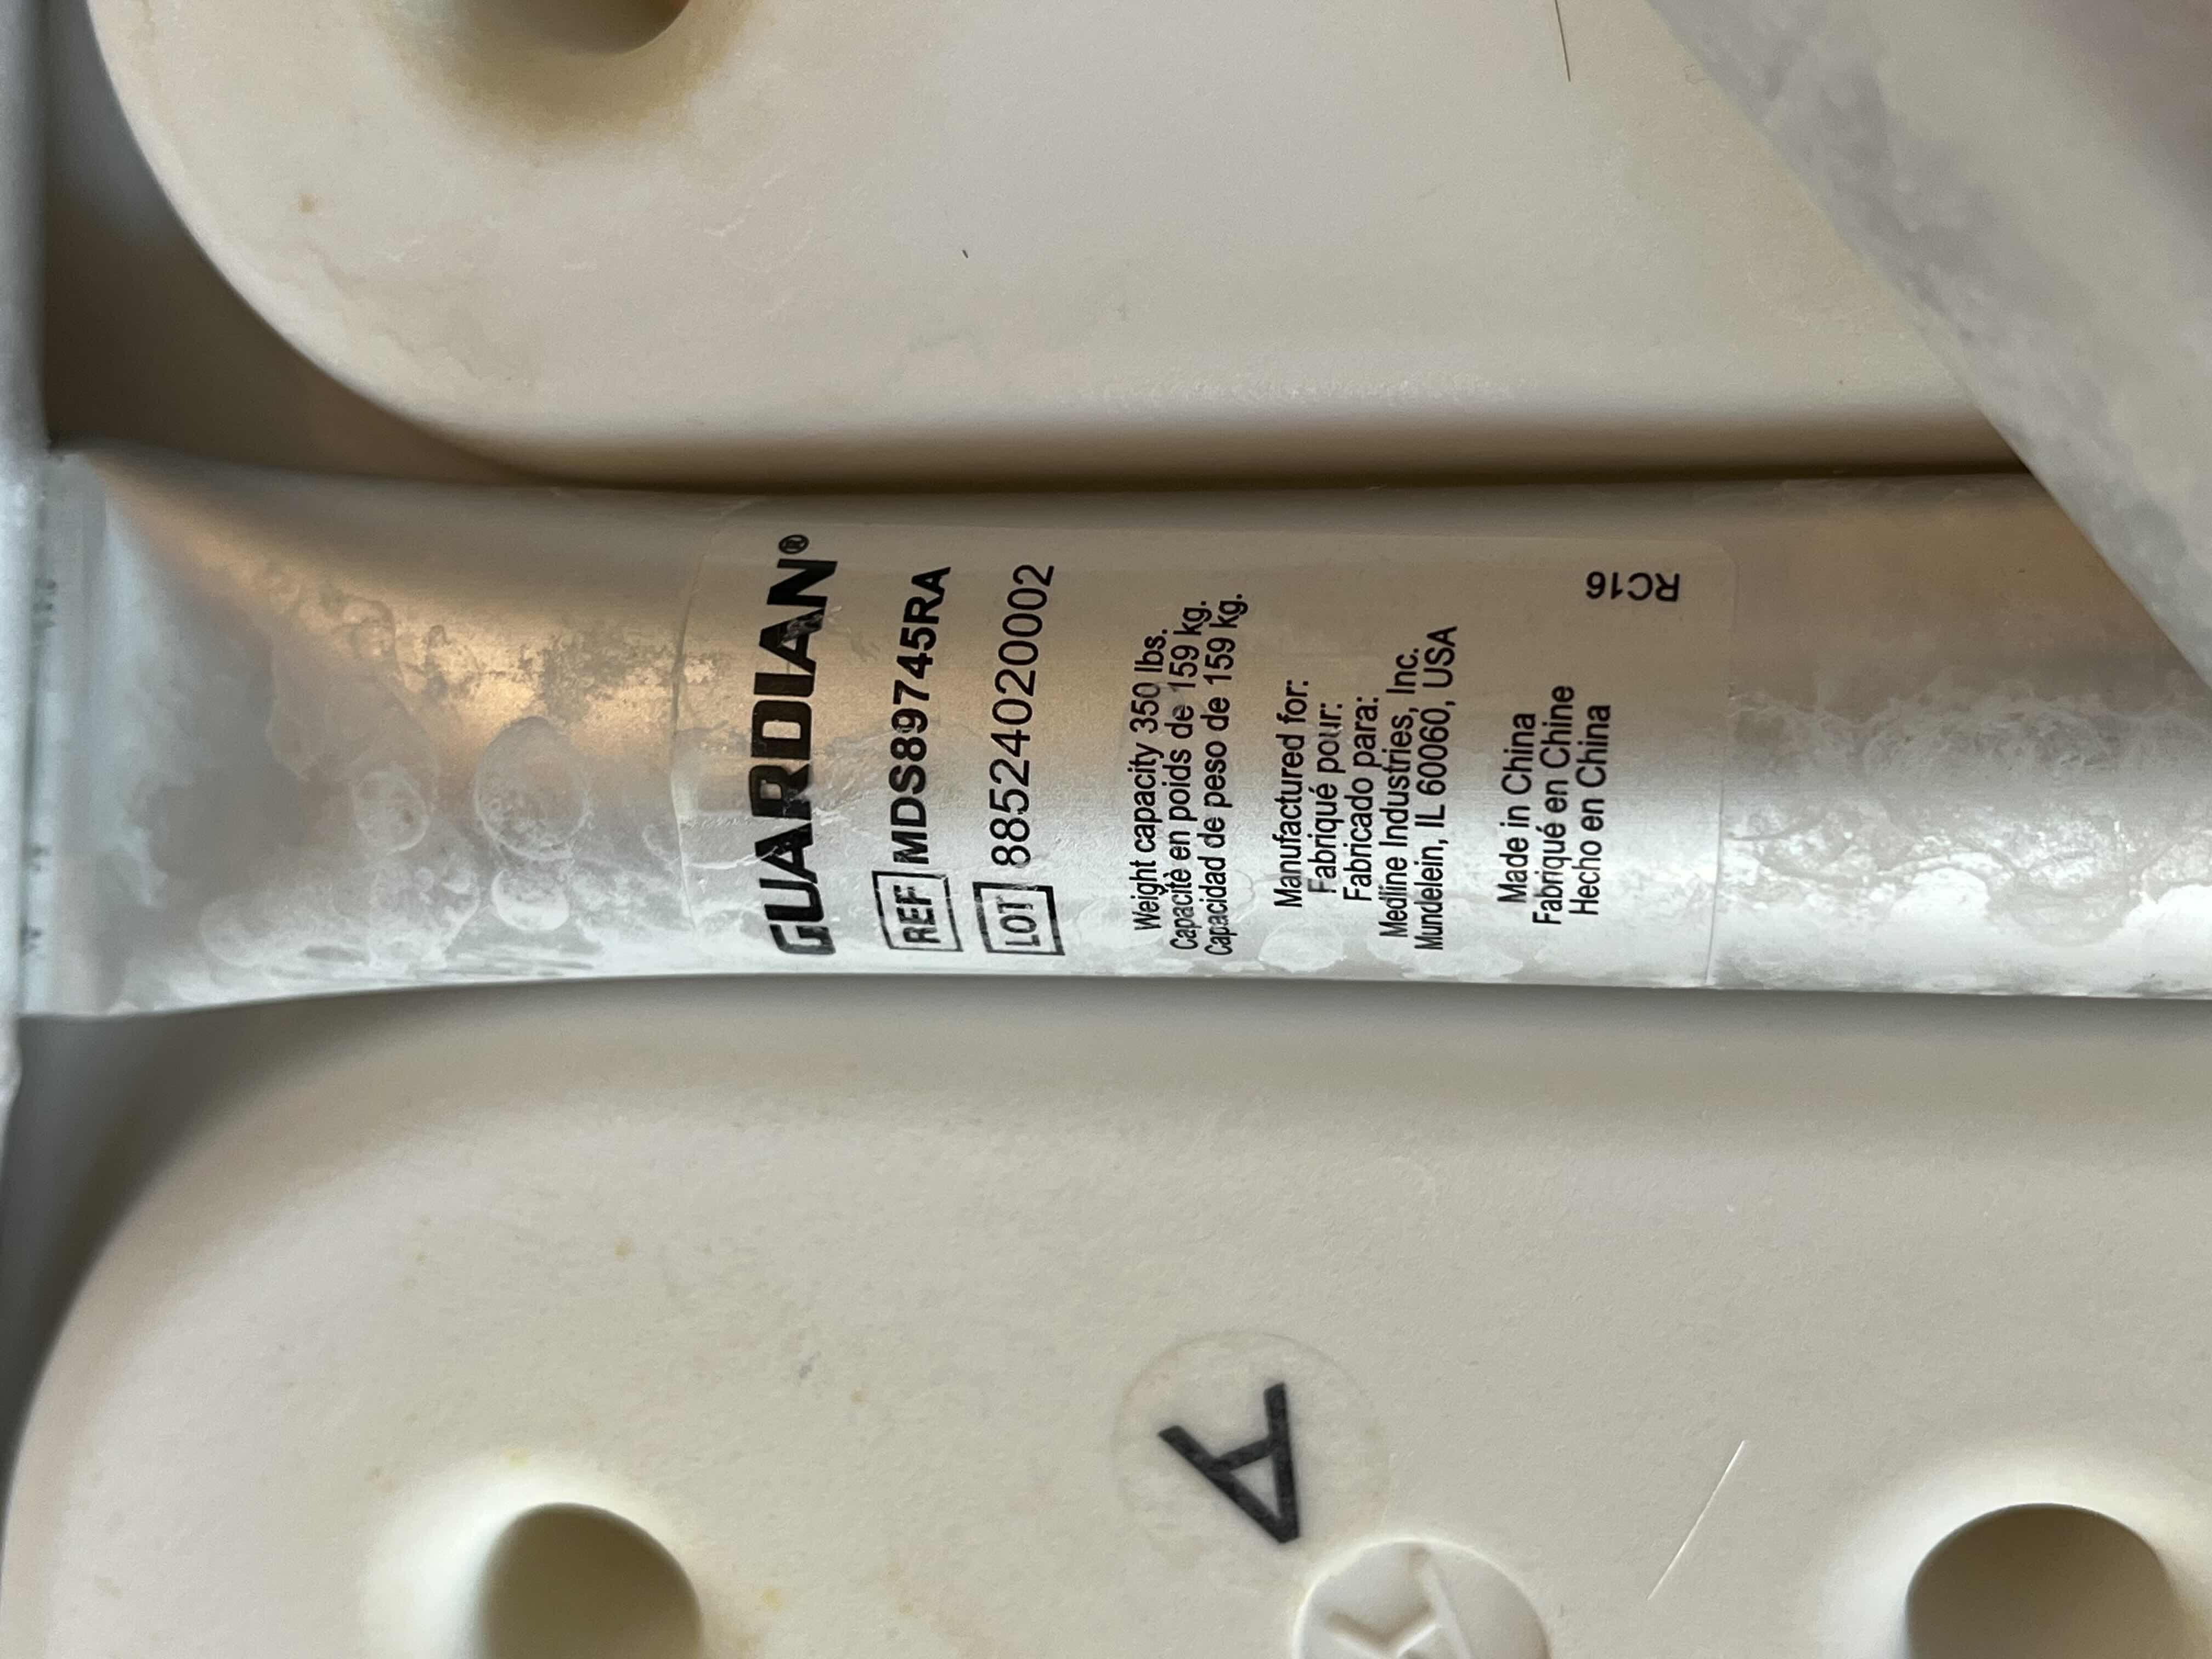 GUARDIAN®
REF MDS89745RA
LOT 88524020002
Weight capacity 350 lbs.
Capacité en poids de 159 kg.
Capacidad de peso de 159 kg.
Manufactured for:
Fabriqué pour:
Fabricado para:
Medline Industries, Inc.
Mundelein, IL 60060, USA
Made in China
Fabriqué en Chine
Hecho en China
RC16
A